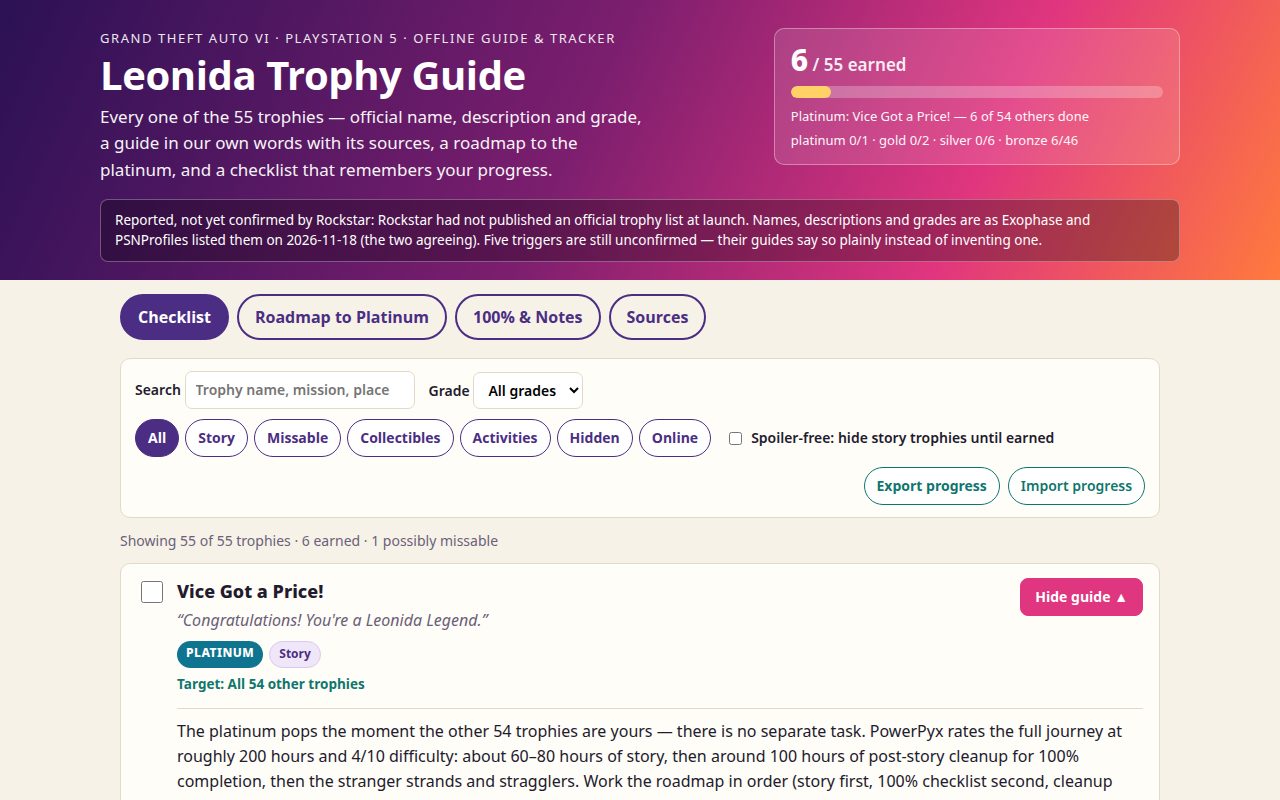 GRAND THEFT AUTO VI · PLAYSTATION 5 · OFFLINE GUIDE & TRACKER
Leonida Trophy Guide
Every one of the 55 trophies — official name, description and grade,
a guide in our own words with its sources, a roadmap to the
platinum, and a checklist that remembers your progress.
6 / 55 earned
Platinum: Vice Got a Price! — 6 of 54 others done
platinum 0/1 · gold 0/2 · silver 0/6 · bronze 6/46
Reported, not yet confirmed by Rockstar: Rockstar had not published an official trophy list at launch. Names, descriptions and grades are as Exophase and
PSNProfiles listed them on 2026-11-18 (the two agreeing). Five triggers are still unconfirmed — their guides say so plainly instead of inventing one.
Checklist Roadmap to Platinum 100% & Notes Sources
Search Trophy name, mission, place Grade All grades
All Story Missable Collectibles Activities Hidden Online Spoiler-free: hide story trophies until earned
Export progress Import progress
Showing 55 of 55 trophies · 6 earned · 1 possibly missable
Vice Got a Price!
Hide guide ▲
“Congratulations! You're a Leonida Legend.”
PLATINUM Story
Target: All 54 other trophies
The platinum pops the moment the other 54 trophies are yours — there is no separate task. PowerPyx rates the full journey at
roughly 200 hours and 4/10 difficulty: about 60–80 hours of story, then around 100 hours of post-story cleanup for 100%
completion, then the stranger strands and stragglers. Work the roadmap in order (story first, 100% checklist second, cleanup